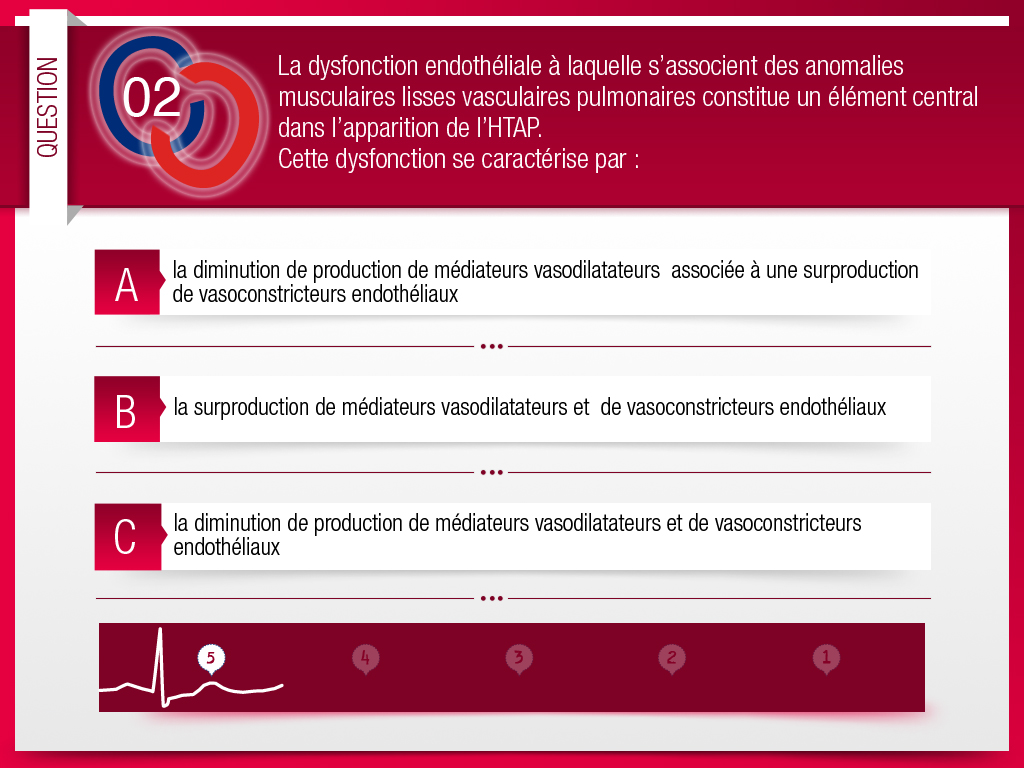 QUESTION
02
La dysfonction endothéliale à laquelle s’associent des anomalies
musculaires lisses vasculaires pulmonaires constitue un élément central
dans l’apparition de l’HTAP.
Cette dysfonction se caractérise par :
A
la diminution de production de médiateurs vasodilatateurs  associée à une surproduction
de vasoconstricteurs endothéliaux
B
la surproduction de médiateurs vasodilatateurs et  de vasoconstricteurs endothéliaux
C
la diminution de production de médiateurs vasodilatateurs et de vasoconstricteurs
endothéliaux
5 4 3 2 1